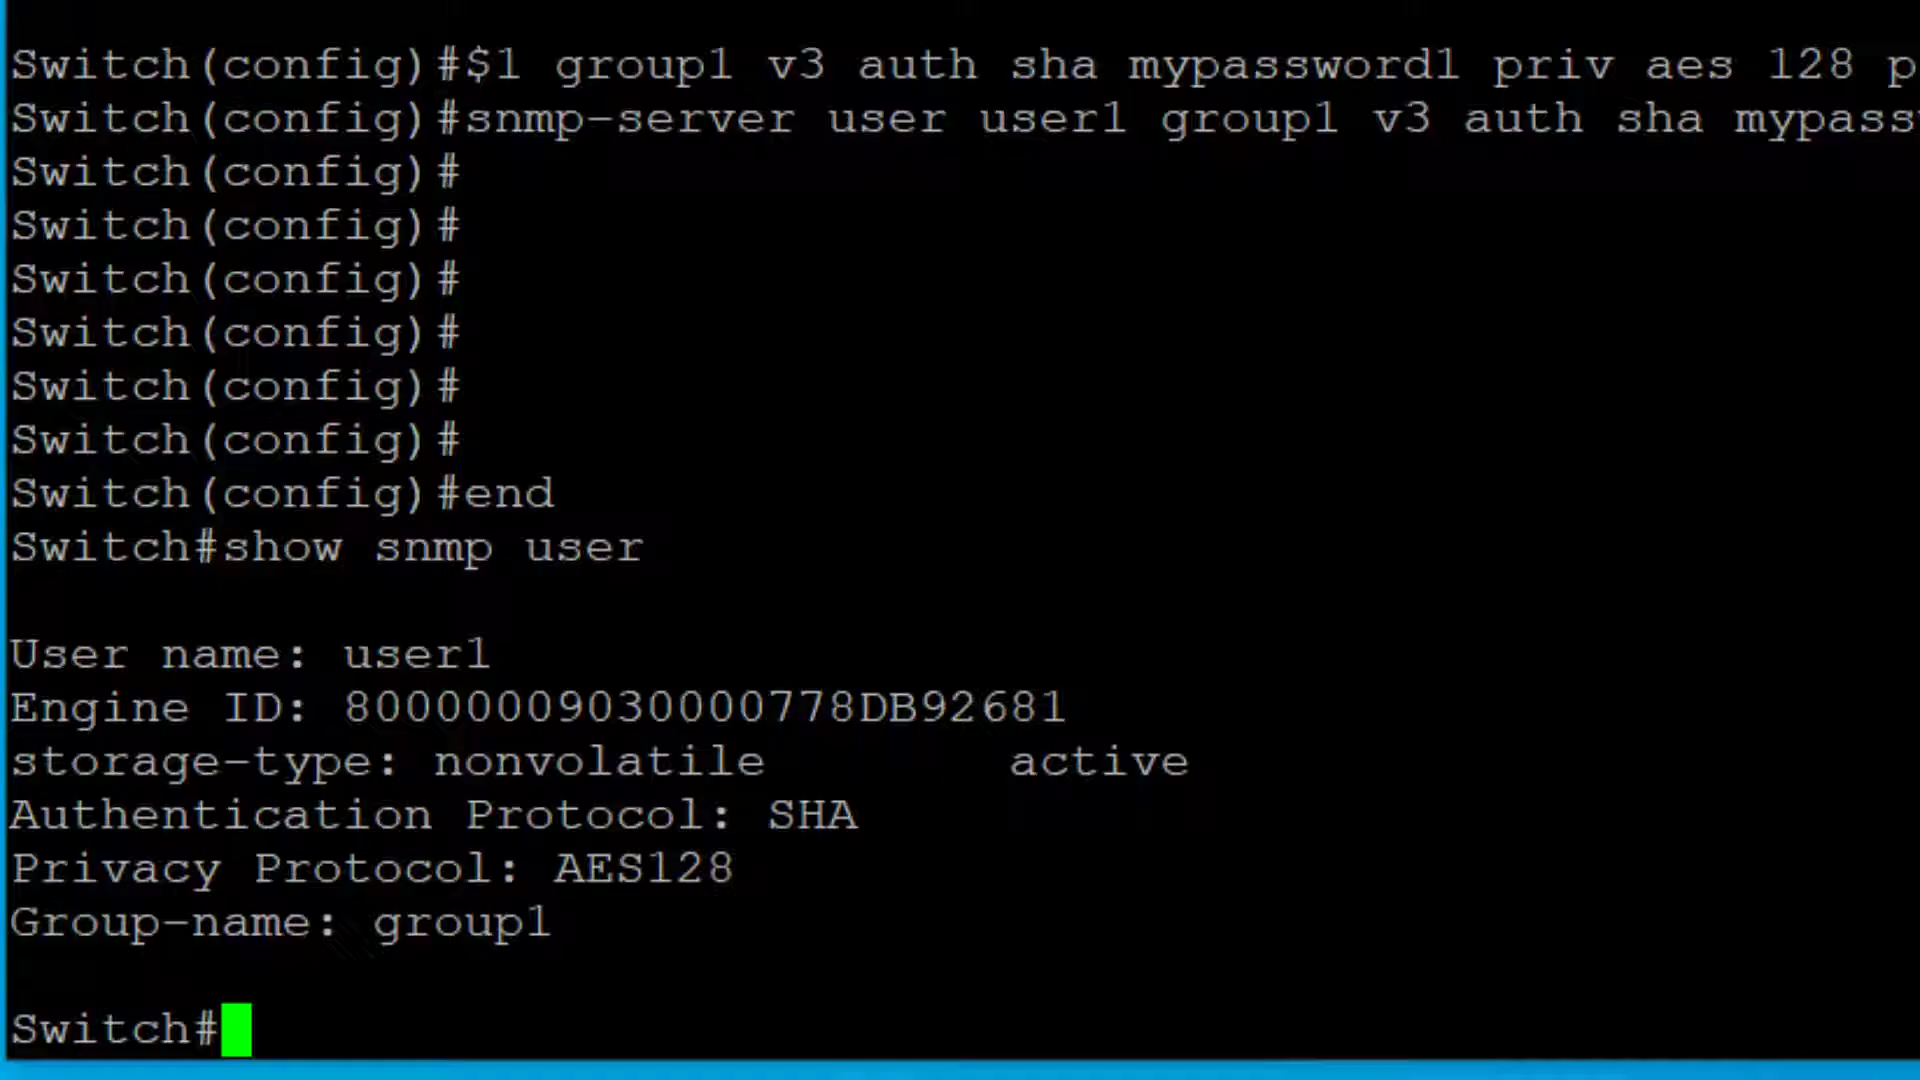 Switch(config)#$1 group1 v3 auth sha mypassword1 priv aes 128 p
Switch(config)#snmp-server user user1 group1 v3 auth sha mypass
Switch(config)#
Switch(config)#
Switch(config)#
Switch(config)#
Switch(config)#
Switch(config)#
Switch(config)#end
Switch#show snmp user
User name: user1
Engine ID: 80000009030000778DB92681
storage-type: nonvolatile active
Authentication Protocol: SHA
Privacy Protocol: AES128
Group-name: group1
Switch#